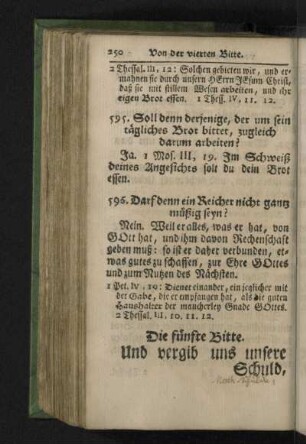 250 Von der vierten Bitte.
2 Thessal. III, 12: Solchen gebieten wir, und er-
mahnen sie durch unsern HErrn JEsum Christ,
daß sie mit stillem Wesen arbeiten, und ihr
eigen Brot essen. 1 Thess. IV, 11. 12.
595. Soll denn derjenige, der um sein
tägliches Brot bittet, zugleich
darum arbeiten?
Ja. 1 Mos. III, 19. Im Schweiß
deines Angesichts solt du dein Brot
essen.
596. Darf denn ein Reicher nicht gantz
müßig seyn?
Nein. Weil er alles, was er hat, von
GOtt hat, und ihm davon Rechenschaft
geben muß: so ist er daher verbunden, et-
was gutes zu schaffen, zur Ehre GOttes
und zum Nutzen des Nächsten.
1 Pet. IV, 10: Dienet einander, ein jeglicher mit
der Gabe, die er empfangen hat, als die guten
Haushalter der mancherley Gnade GOttes.
2 Thessal. III. 10. 11. 12.
Die fünfte Bitte.
Und vergib uns unsere
Schuld,